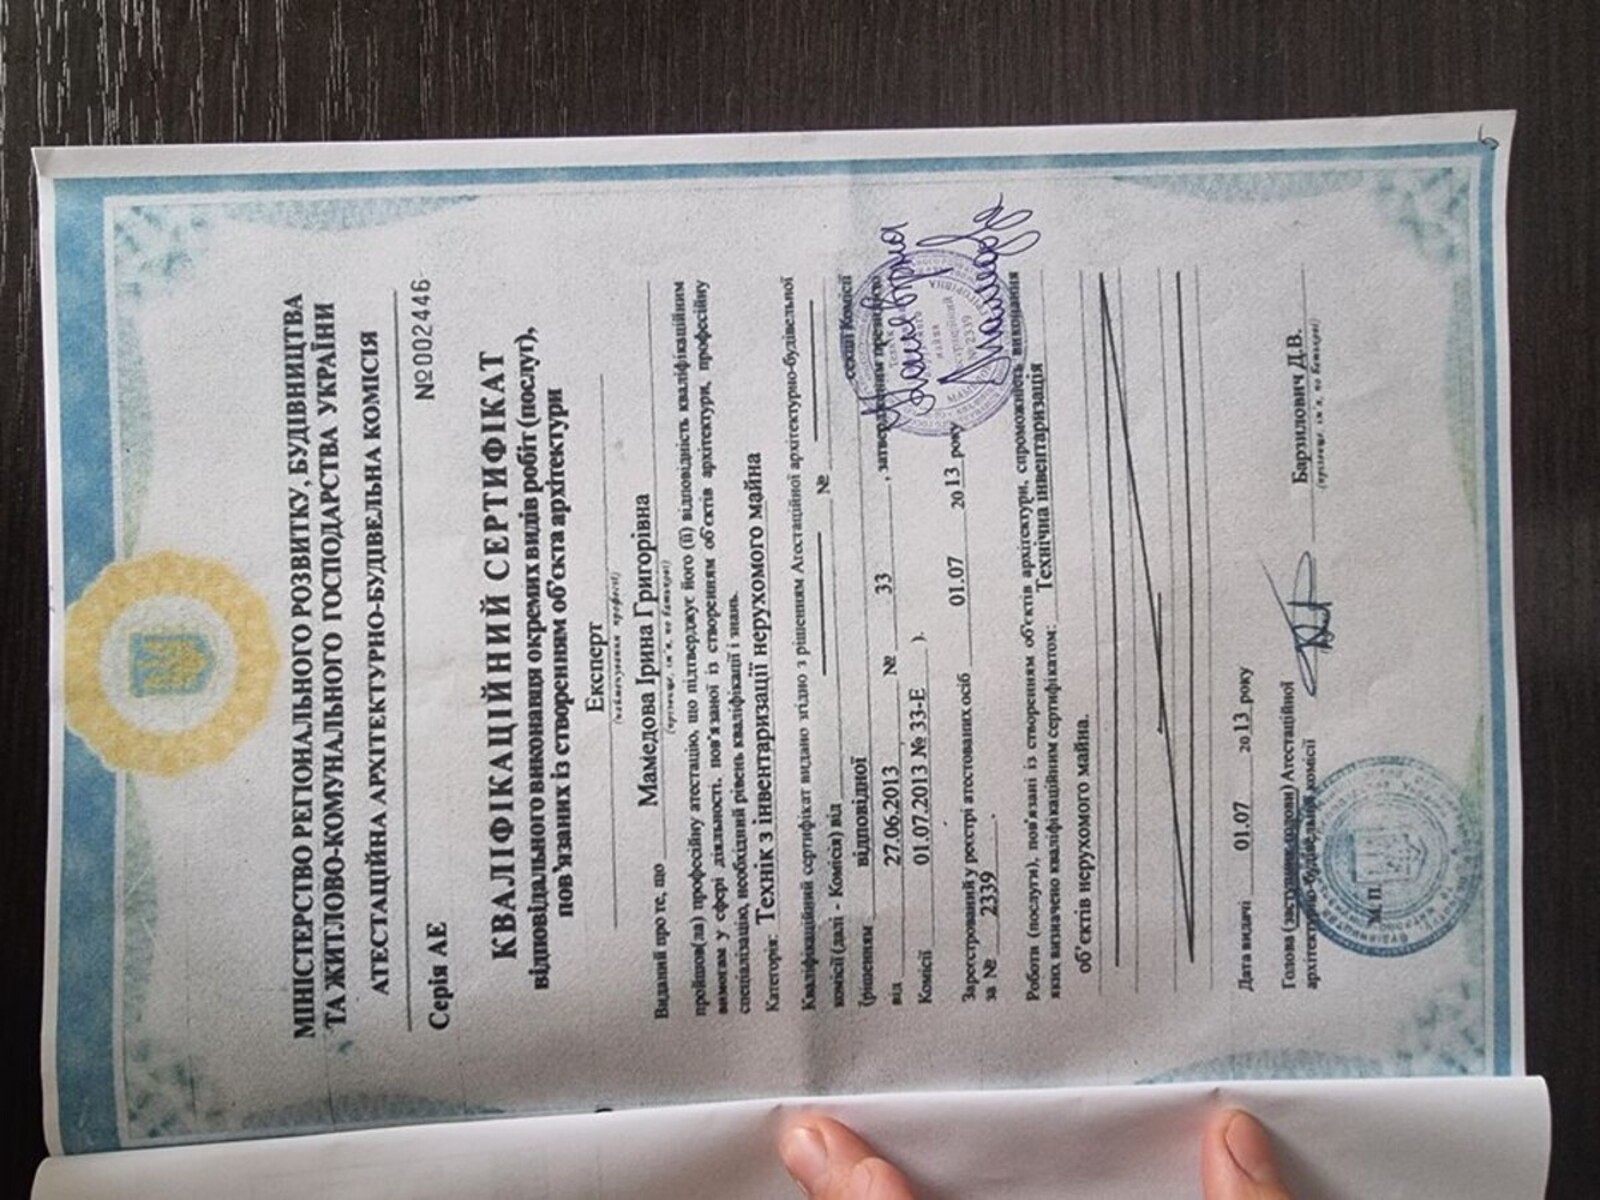 МІНІСТЕРСТВО РЕГІОНАЛЬНОГО РОЗВИТКУ, БУДІВНИЦТВА
ТА ЖИТЛОВО-КОМУНАЛЬНОГО ГОСПОДАРСТВА УКРАЇНИ
АТЕСТАЦІЙНА АРХІТЕКТУРНО-БУДІВЕЛЬНА КОМІСІЯ
Серія АЕ №002446
КВАЛІФІКАЦІЙНИЙ СЕРТИФІКАТ
відповідального виконавця окремих видів робіт (послуг),
пов'язаних із створенням об'єкта архітектури
Експерт
(найменування професії)
Виданий про те, що Мамедова Ірина Григорівна
(прізвище, ім'я, по батькові)
пройшов(ла) професійну атестацію, що підтверджує його (її) відповідність кваліфікаційним
вимогам у сфері діяльності, пов'язаної із створенням об'єктів архітектури, професійну
спеціалізацію, необхідний рівень кваліфікації і знань.
Категорія: Технік з інвентаризації нерухомого майна
Кваліфікаційний сертифікат видано згідно з рішенням Атестаційної архітектурно-будівельної
комісії (далі - Комісія) від №
(рішенням відповідної секції Комісії
від 27.06.2013 № 33 , затвердженим президією
Комісії 01.07.2013 № 33-Е ).
Зареєстрований у реєстрі атестованих осіб 01.07 2013 року
за № 2339 .
Роботи (послуги), пов'язані із створенням об'єктів архітектури, спроможність виконання
яких визначено кваліфікаційним сертифікатом: Технічна інвентаризація
об'єктів нерухомого майна.
Дата видачі 01.07 2013 року
Голова (заступник голови) Атестаційної
архітектурно-будівельної комісії Барзилович Д.В.
(прізвище, ім'я, по батькові)
М.П.
№ 2339